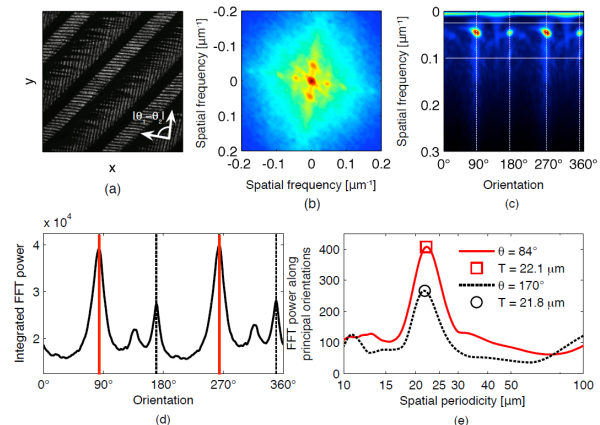 y
|θ₁-θ₂|
x
(a)
Spatial frequency [μm⁻¹]
-0.2
-0.1
0
0.1
0.2
-0.2 -0.1 0 0.1 0.2
Spatial frequency [μm⁻¹]
(b)
Spatial frequency [μm⁻¹]
0
0.1
0.2
0.3
0° 90° 180° 270° 360°
Orientation
(c)
x 10⁴
Integrated FFT power
4
3
2
0° 90° 180° 270° 360°
Orientation
(d)
FFT power along
principal orientations
400
300
200
100
0
10 15 20 25 30 40 50 100
Spatial periodicity [μm]
θ = 84°
T = 22.1 μm
θ = 170°
T = 21.8 μm
(e)